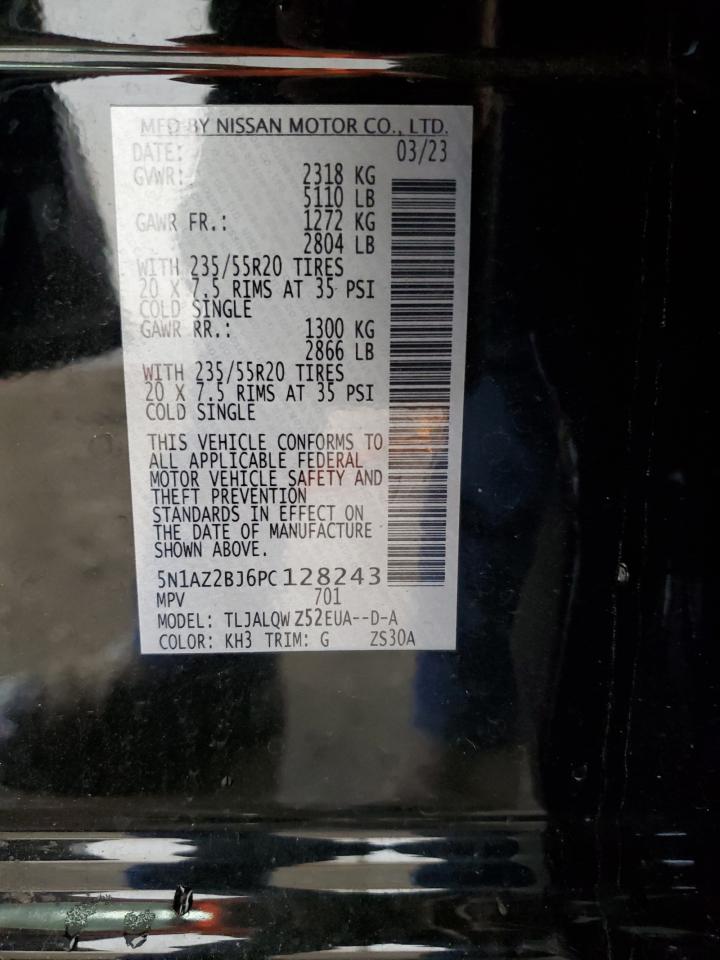 MFD BY NISSAN MOTOR CO., LTD.
DATE: 03/23
GVWR: 2318 KG
5110 LB
GAWR FR.: 1272 KG
2804 LB
WITH 235/55R20 TIRES
20 X 7.5 RIMS AT 35 PSI
COLD SINGLE
GAWR RR.: 1300 KG
2866 LB
WITH 235/55R20 TIRES
20 X 7.5 RIMS AT 35 PSI
COLD SINGLE
THIS VEHICLE CONFORMS TO
ALL APPLICABLE FEDERAL
MOTOR VEHICLE SAFETY AND
THEFT PREVENTION
STANDARDS IN EFFECT ON
THE DATE OF MANUFACTURE
SHOWN ABOVE.
5N1AZ2BJ6PC128243
MPV 701
MODEL: TLJALQWZ52EUA--D-A
COLOR: KH3 TRIM: G ZS30A